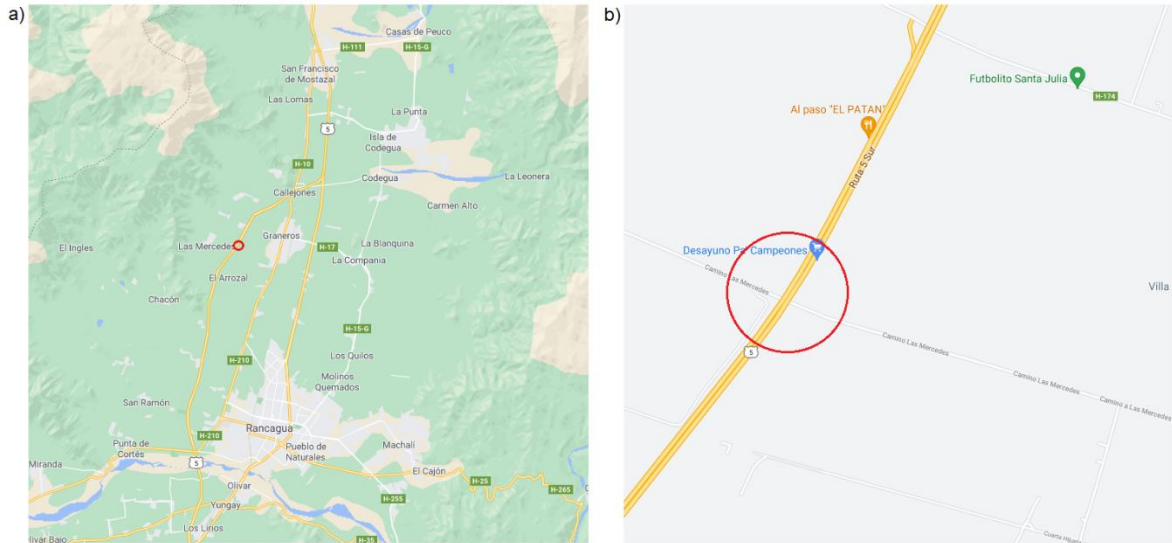 a)
Casas de Peuco
H-111
H-15-G
San Francisco
de Mostazal
Las Lomas
La Punta
5
Isla de
Codegua
H-10
Codegua
La Leonera
Callejones
Carmen Alto
Las Mercedes
Graneros
El Ingles
H-17
La Blanquina
La Compania
El Arrozal
Chacón
H-15-G
Los Quilos
H-210
Molinos
Quemados
San Ramón
Rancagua
H-210
Machalí
Punta de
Cortés
Pueblo de
Naturales
Miranda
5
El Cajón
H-25
Olivar
H-255
H-265
Yungay
Los Lirios
H-35
b)
Futbolito Santa Julia
H-174
Al paso "EL PATAN"
Ruta 5 Sur
Desayuno Pa' Campeones
Camino Las Mercedes
Villa
5
Camino Las Mercedes
Camino Las Mercedes
Camino a Las Mercedes